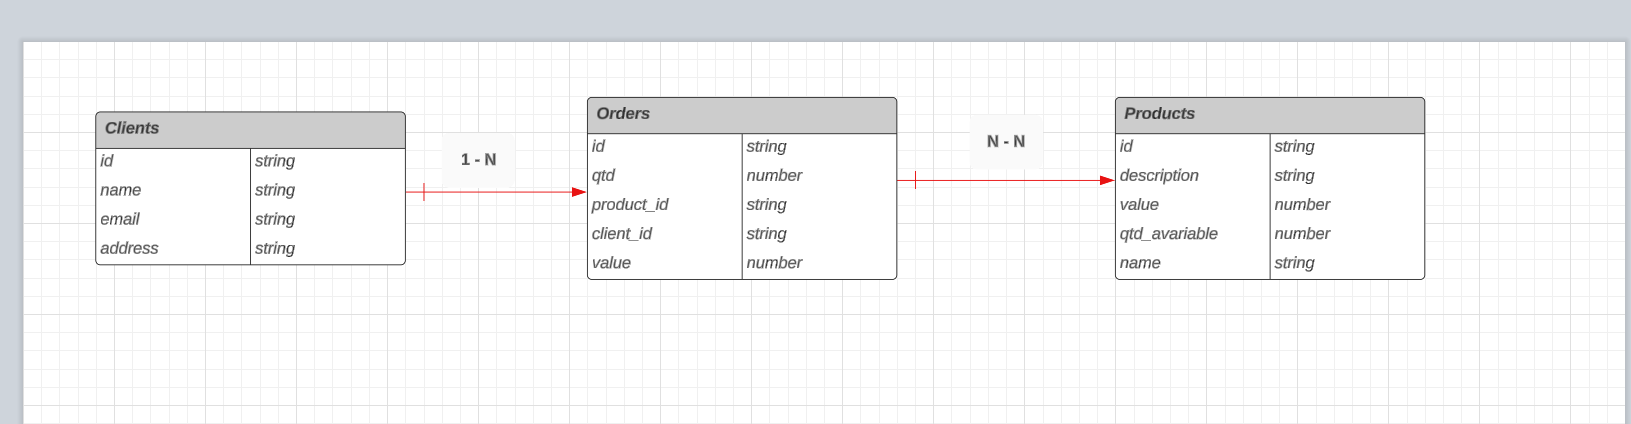 Clients
id string
name string
email string
address string
1 - N
Orders
id string
qtd number
product_id string
client_id string
value number
N - N
Products
id string
description string
value number
qtd_avariable number
name string